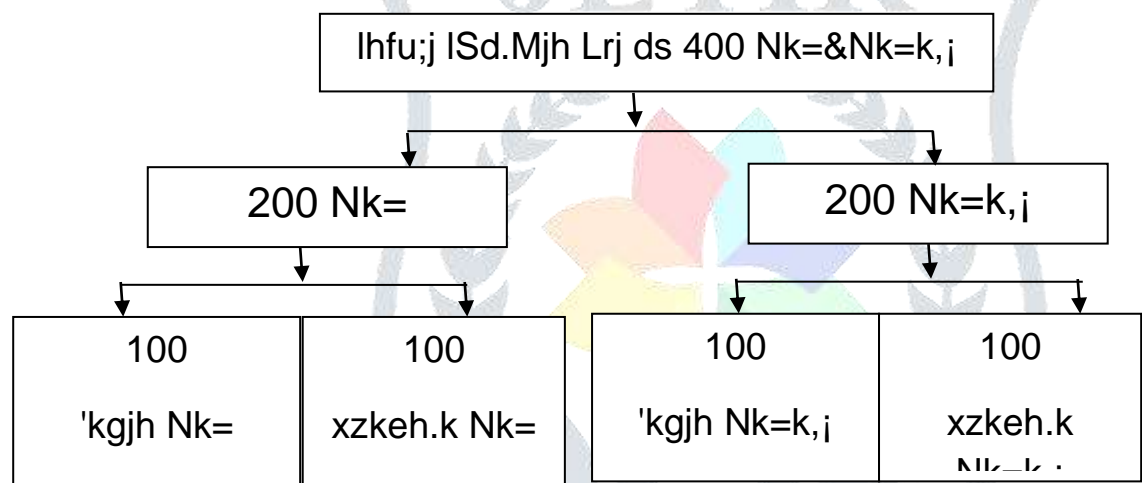 lhfu;j lSd.Mjh Lrj ds 400 Nk=&Nk=k,¡
200 Nk=
200 Nk=k,¡
100
'kgjh Nk=
100
xzkeh.k Nk=
100
'kgjh Nk=k,¡
100
xzkeh.k